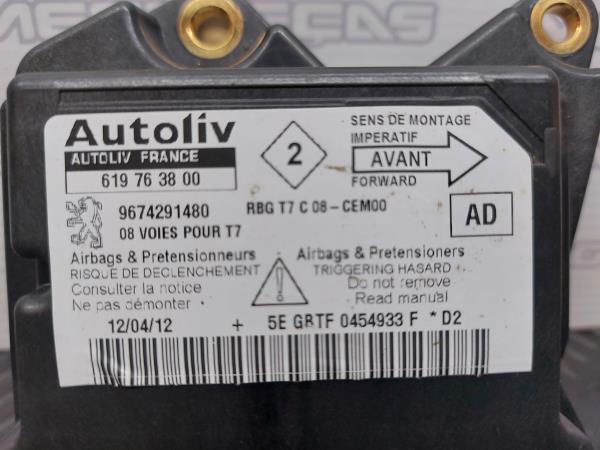 Autoliv
AUTOLIV FRANCE
619 76 38 00
2
SENS DE MONTAGE
IMPERATIF
AVANT
FORWARD
9674291480
RBG T7 C 08-CEM00
08 VOIES POUR T7
AD
Airbags & Pretensionneurs
RISQUE DE DECLENCHEMENT
Consulter la notice
Ne pas démonter
!
Airbags & Pretensioners
TRIGGERING HASARD
Do not remove
Read manual
12/04/12 + 5E GRTF 0454933 F * D2